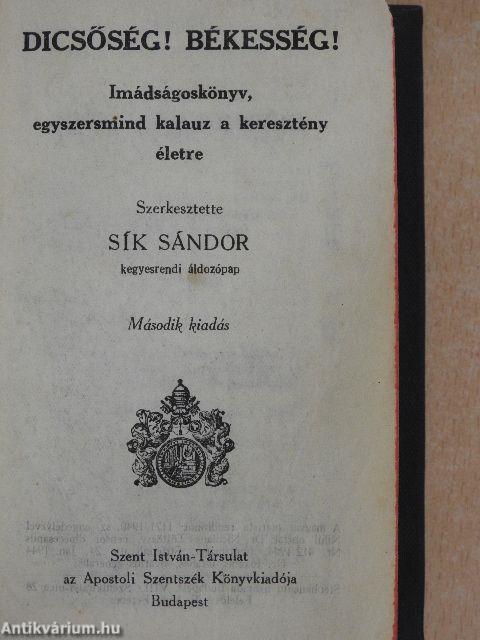 DICSŐSÉG! BÉKESSÉG!
Imádságoskönyv,
egyszersmind kalauz a keresztény
életre
Szerkesztette
SÍK SÁNDOR
kegyesrendi áldozópap
Második kiadás
Szent István-Társulat
az Apostoli Szentszék Könyvkiadója
Budapest
Antikvárium.hu